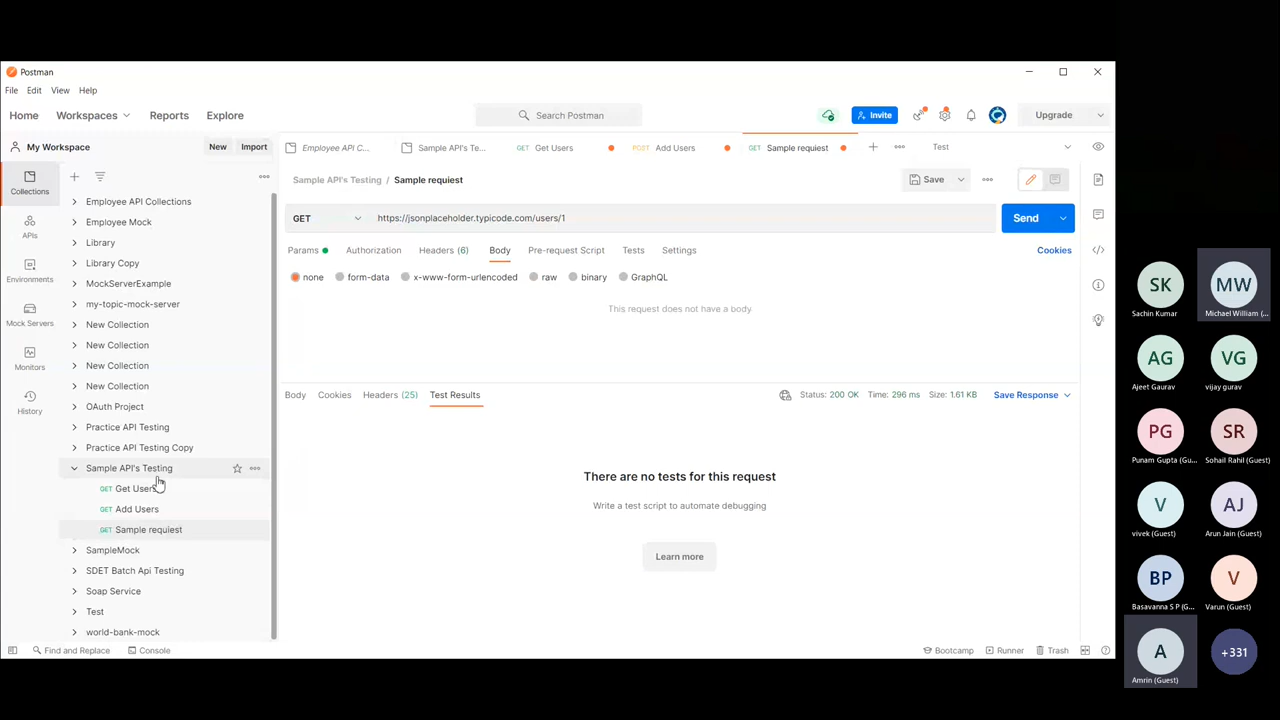 Postman
File Edit View Help
Home Workspaces Reports Explore Search Postman Invite Upgrade
My Workspace New Import
Employee API C... Sample API's Te... GET Get Users POST Add Users GET Sample requiest Test
Collections
APIs
Environments
Mock Servers
Monitors
History
Employee API Collections
Employee Mock
Library
Library Copy
MockServerExample
my-topic-mock-server
New Collection
New Collection
New Collection
New Collection
OAuth Project
Practice API Testing
Practice API Testing Copy
Sample API's Testing
GET Get Users
GET Add Users
GET Sample requiest
SampleMock
SDET Batch Api Testing
Soap Service
Test
world-bank-mock
Sample API's Testing / Sample requiest Save
GET https://jsonplaceholder.typicode.com/users/1 Send
Params Authorization Headers (6) Body Pre-request Script Tests Settings Cookies
none form-data x-www-form-urlencoded raw binary GraphQL
This request does not have a body
Body Cookies Headers (25) Test Results Status: 200 OK Time: 296 ms Size: 1.61 KB Save Response
There are no tests for this request
Write a test script to automate debugging
Learn more
Find and Replace Console Bootcamp Runner Trash
SK MW
Sachin Kumar Michael William (...
AG VG
Ajeet Gaurav vijay gurav
PG SR
Punam Gupta (Gu... Sohail Rahil (Guest)
V AJ
vivek (Guest) Arun Jain (Guest)
BP V
Basavanna S P (G... Varun (Guest)
A +331
Amrin (Guest)